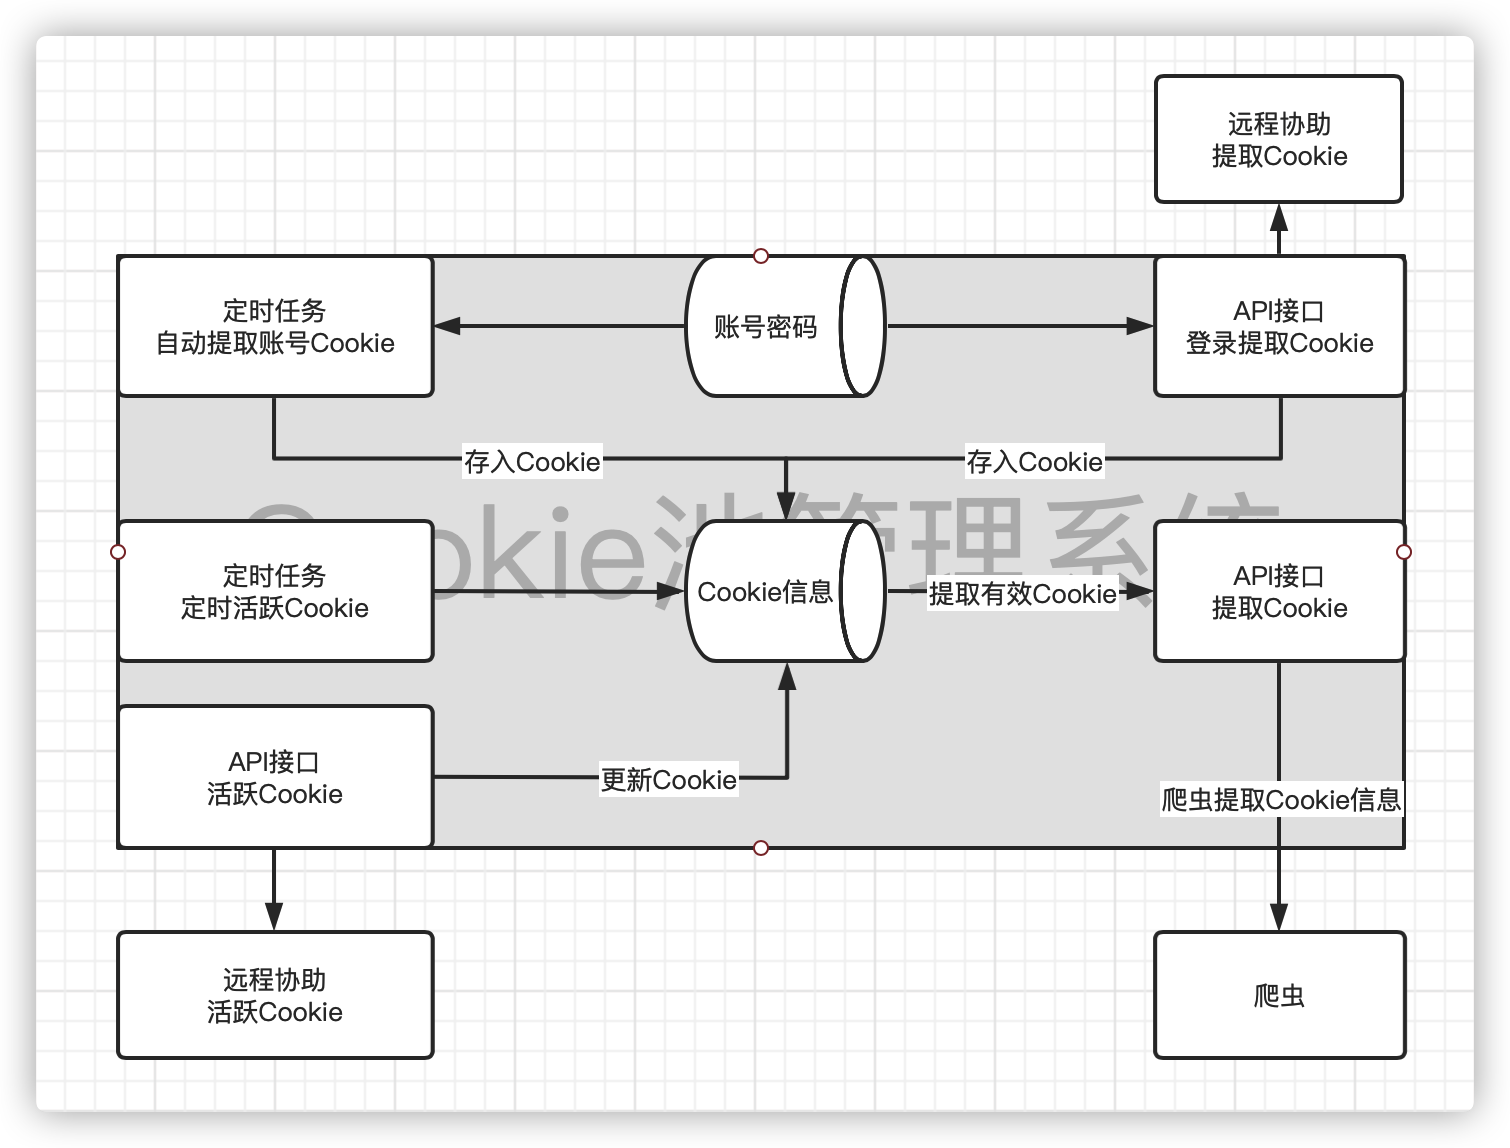 远程协助
提取Cookie
定时任务
自动提取账号Cookie
账号密码
API接口
登录提取Cookie
存入Cookie
存入Cookie
Cookie池管理系统
定时任务
定时活跃Cookie
Cookie信息
提取有效Cookie
API接口
提取Cookie
API接口
活跃Cookie
更新Cookie
爬虫提取Cookie信息
远程协助
活跃Cookie
爬虫